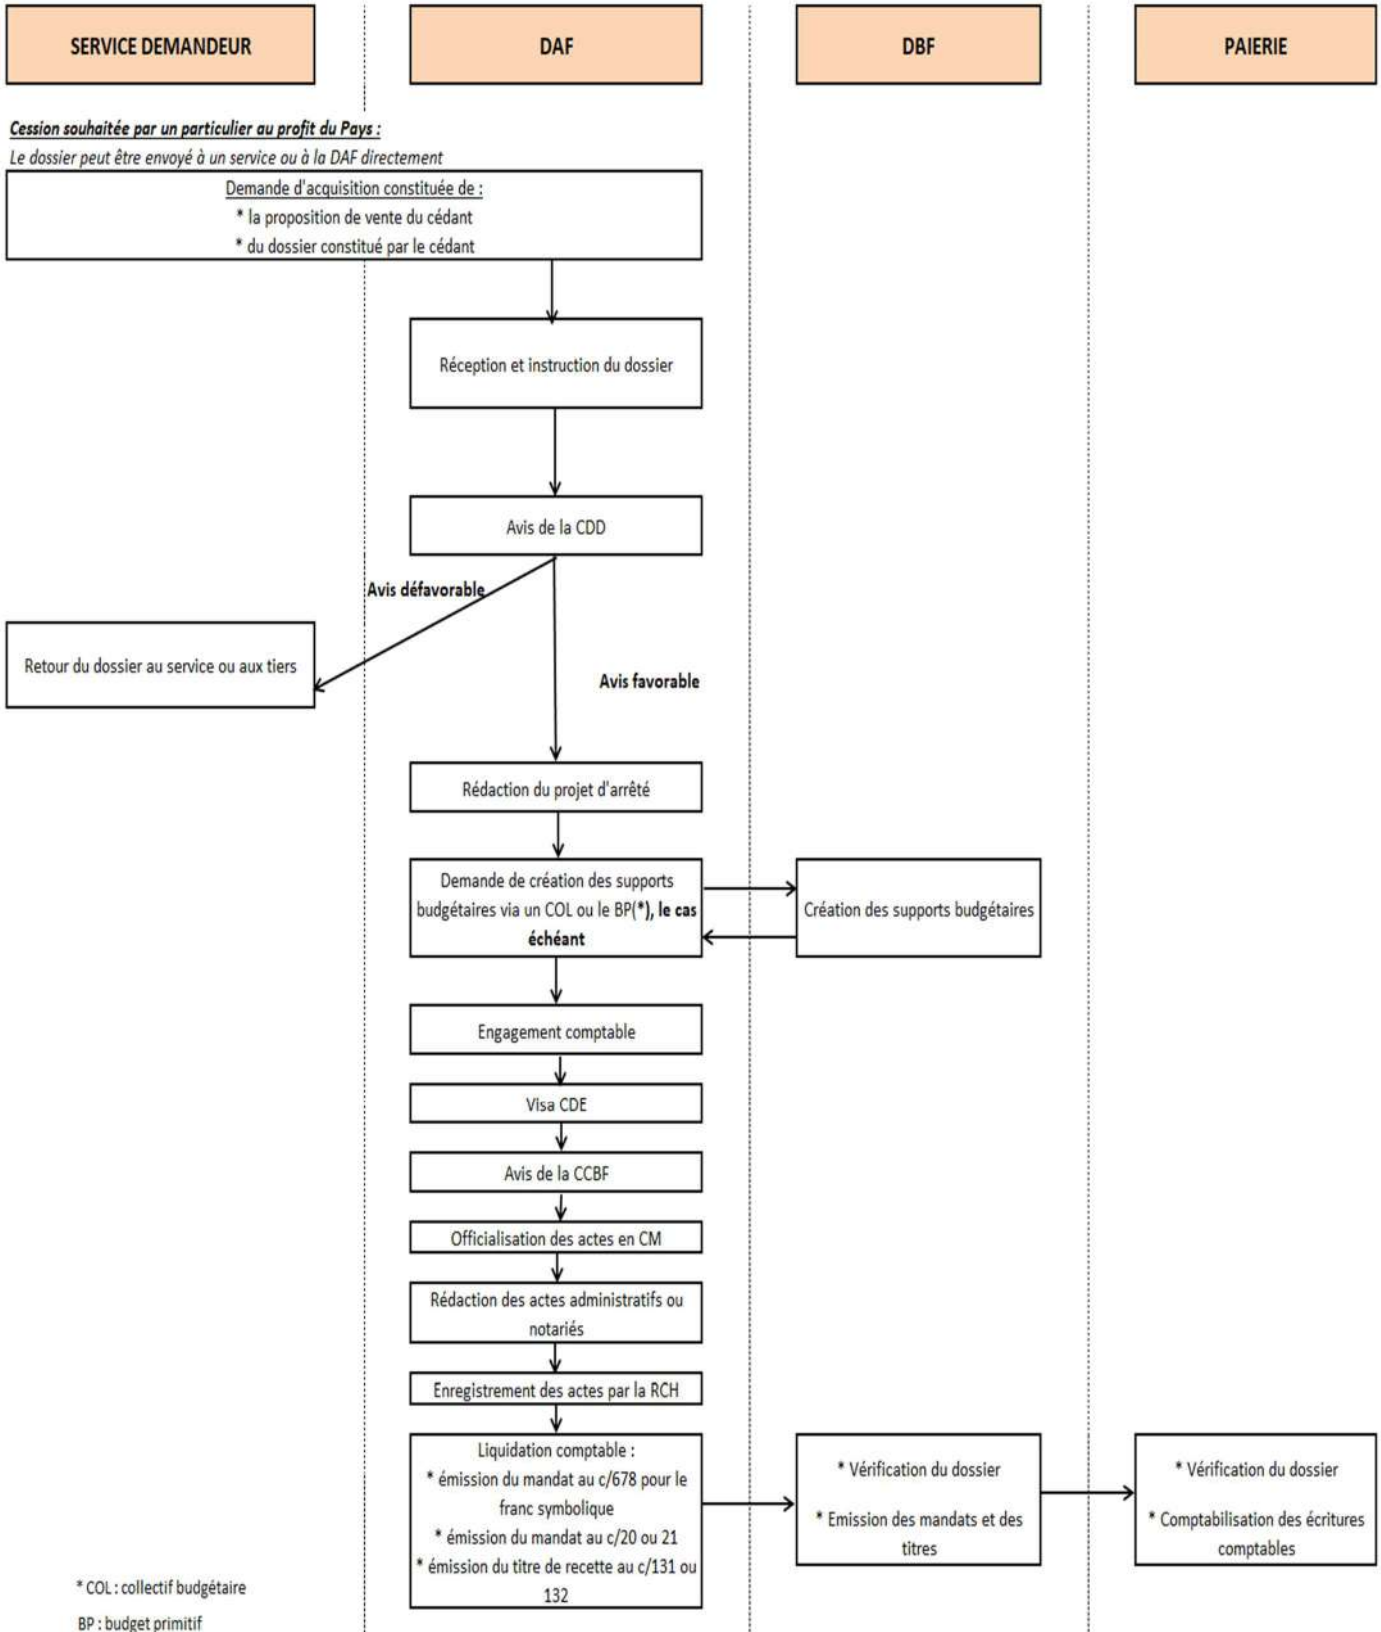 SERVICE DEMANDEUR
DAF
DBF
PAIERIE
Cession souhaitée par un particulier au profit du Pays :
Le dossier peut être envoyé à un service ou à la DAF directement
Demande d'acquisition constituée de :
* la proposition de vente du cédant
* du dossier constitué par le cédant
Réception et instruction du dossier
Avis de la CDD
Avis défavorable
Retour du dossier au service ou aux tiers
Avis favorable
Rédaction du projet d'arrêté
Demande de création des supports
budgétaires via un COL ou le BP(*), le cas
échéant
Création des supports budgétaires
Engagement comptable
Visa CDE
Avis de la CCBF
Officialisation des actes en CM
Rédaction des actes administratifs ou
notariés
Enregistrement des actes par la RCH
Liquidation comptable :
* émission du mandat au c/678 pour le
franc symbolique
* émission du mandat au c/20 ou 21
* émission du titre de recette au c/131 ou
132
* Vérification du dossier
* Emission des mandats et des
titres
* Vérification du dossier
* Comptabilisation des écritures
comptables
* COL : collectif budgétaire
BP : budget primitif